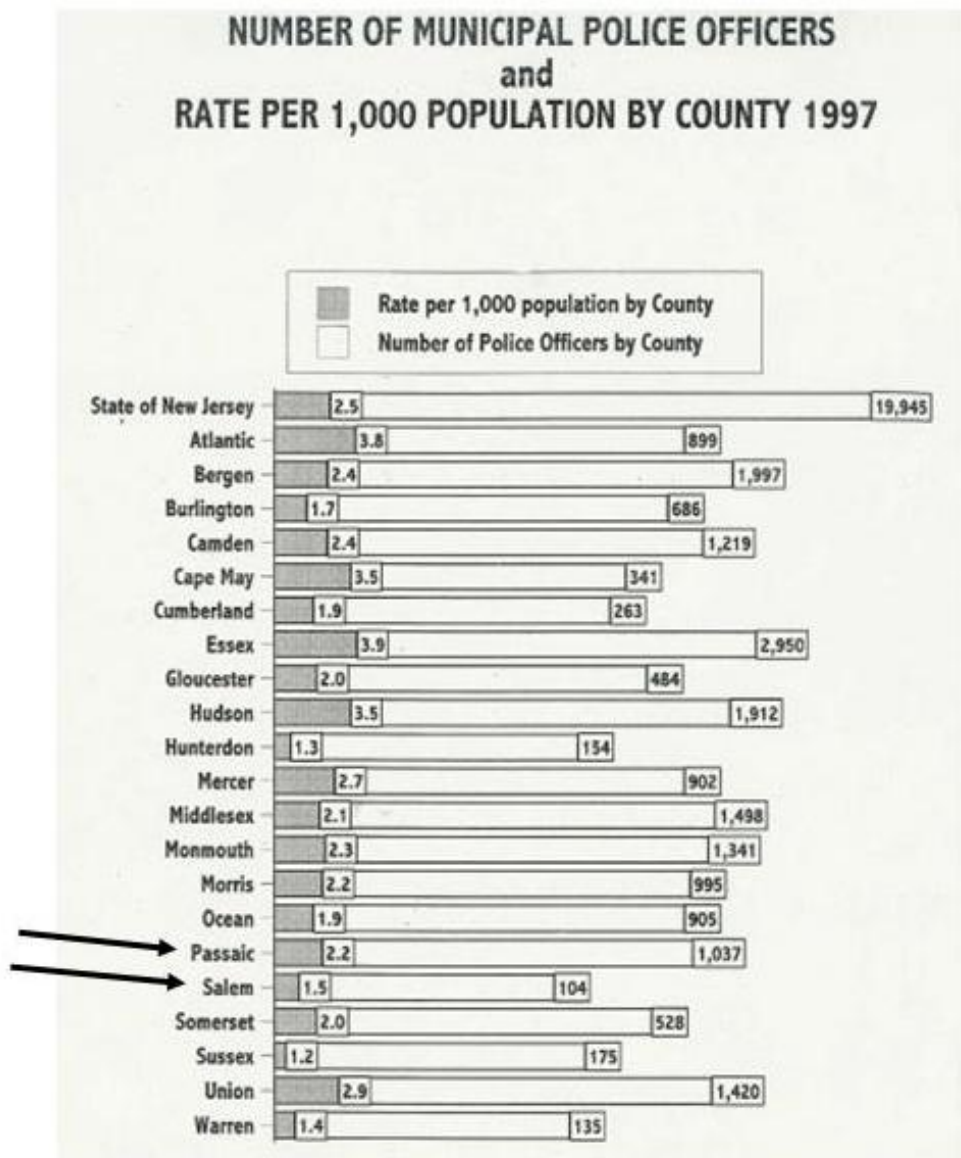 NUMBER OF MUNICIPAL POLICE OFFICERS
and
RATE PER 1,000 POPULATION BY COUNTY 1997
Rate per 1,000 population by County
Number of Police Officers by County
State of New Jersey 2.5 19,945
Atlantic 3.8 899
Bergen 2.4 1,997
Burlington 1.7 686
Camden 2.4 1,219
Cape May 3.5 341
Cumberland 1.9 263
Essex 3.9 2,950
Gloucester 2.0 484
Hudson 3.5 1,912
Hunterdon 1.3 154
Mercer 2.7 902
Middlesex 2.1 1,498
Monmouth 2.3 1,341
Morris 2.2 995
Ocean 1.9 905
Passaic 2.2 1,037
Salem 1.5 104
Somerset 2.0 528
Sussex 1.2 175
Union 2.9 1,420
Warren 1.4 135